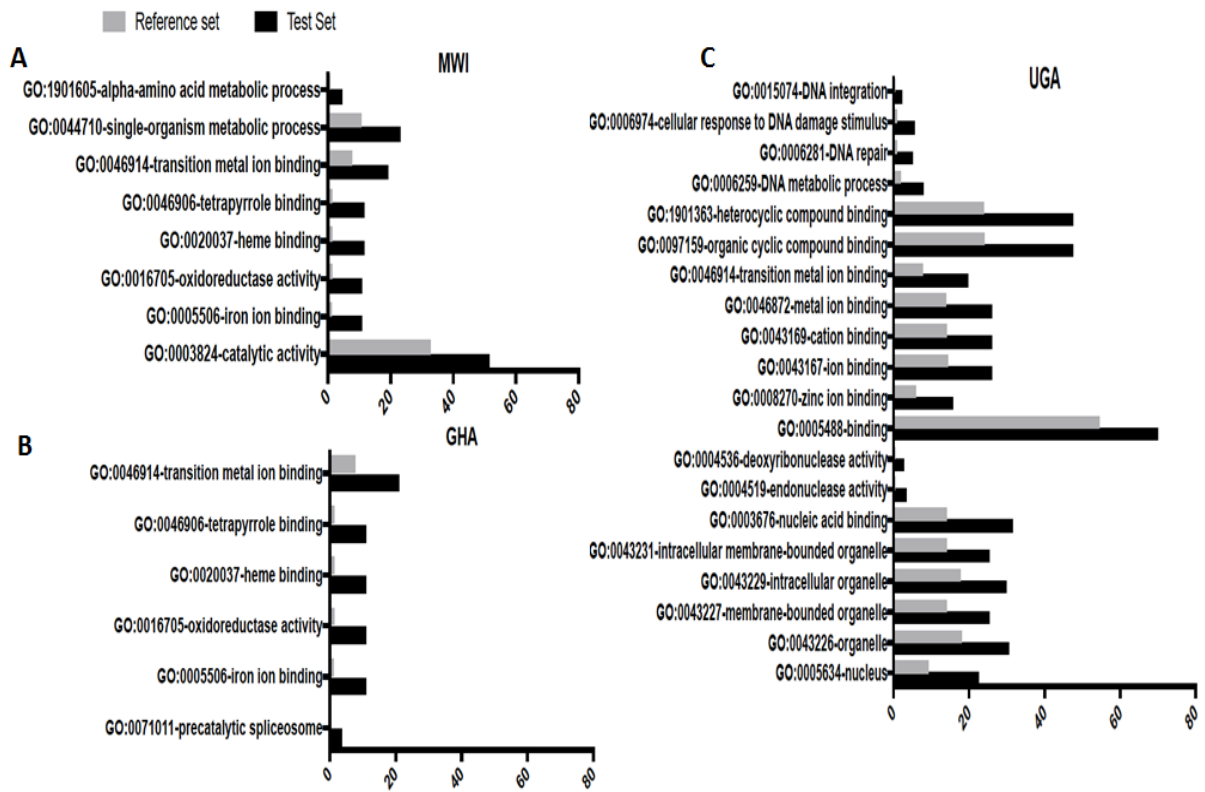 Reference set
Test Set
A
MWI
GO:1901605-alpha-amino acid metabolic process
GO:0044710-single-organism metabolic process
GO:0046914-transition metal ion binding
GO:0046906-tetrapyrrole binding
GO:0020037-heme binding
GO:0016705-oxidoreductase activity
GO:0005506-iron ion binding
GO:0003824-catalytic activity
0 20 40 60 80
B
GHA
GO:0046914-transition metal ion binding
GO:0046906-tetrapyrrole binding
GO:0020037-heme binding
GO:0016705-oxidoreductase activity
GO:0005506-iron ion binding
GO:0071011-precatalytic spliceosome
0 20 40 60 80
C
UGA
GO:0015074-DNA integration
GO:0006974-cellular response to DNA damage stimulus
GO:0006281-DNA repair
GO:0006259-DNA metabolic process
GO:1901363-heterocyclic compound binding
GO:0097159-organic cyclic compound binding
GO:0046914-transition metal ion binding
GO:0046872-metal ion binding
GO:0043169-cation binding
GO:0043167-ion binding
GO:0008270-zinc ion binding
GO:0005488-binding
GO:0004536-deoxyribonuclease activity
GO:0004519-endonuclease activity
GO:0003676-nucleic acid binding
GO:0043231-intracellular membrane-bounded organelle
GO:0043229-intracellular organelle
GO:0043227-membrane-bounded organelle
GO:0043226-organelle
GO:0005634-nucleus
0 20 40 60 80